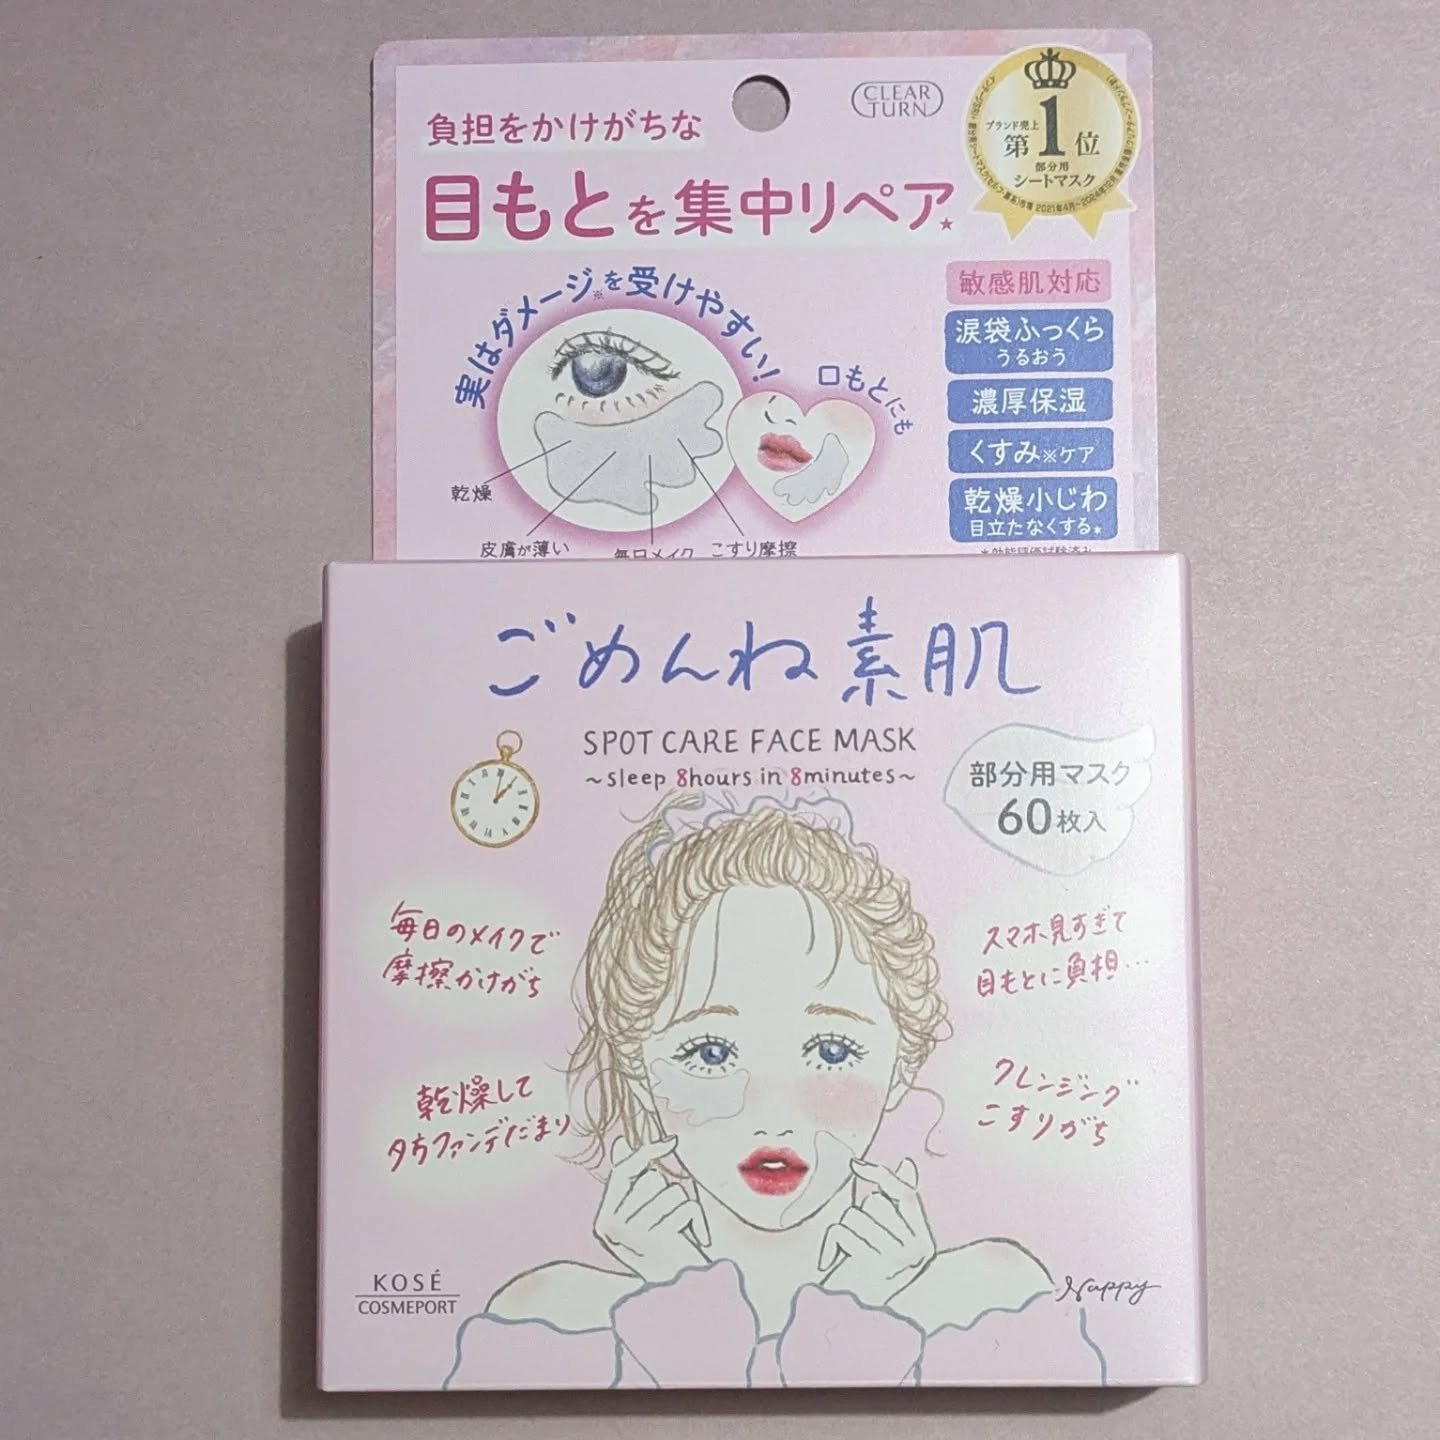 CLEAR
TURN
負担をかけがちな
目もとを集中リペア★
ブランド売上
第1位
部分用
シートマスク
実はダメージ※を受けやすい!
口もとにも
乾燥
皮膚が薄い
毎日メイク
こすり摩擦
敏感肌対応
涙袋ふっくら
うるおう
濃厚保湿
くすみ※ケア
乾燥小じわ
目立たなくする*
ごめんね素肌
SPOT CARE FACE MASK
~sleep 8hours in 8minutes~
部分用マスク
60枚入
毎日のメイクで
摩擦かけがち
スマホ見すぎて
目もとに負担…
乾燥して
夕方ファンデだまり
クレンジング
こすりがち
KOSÉ
COSMEPORT
Nappy